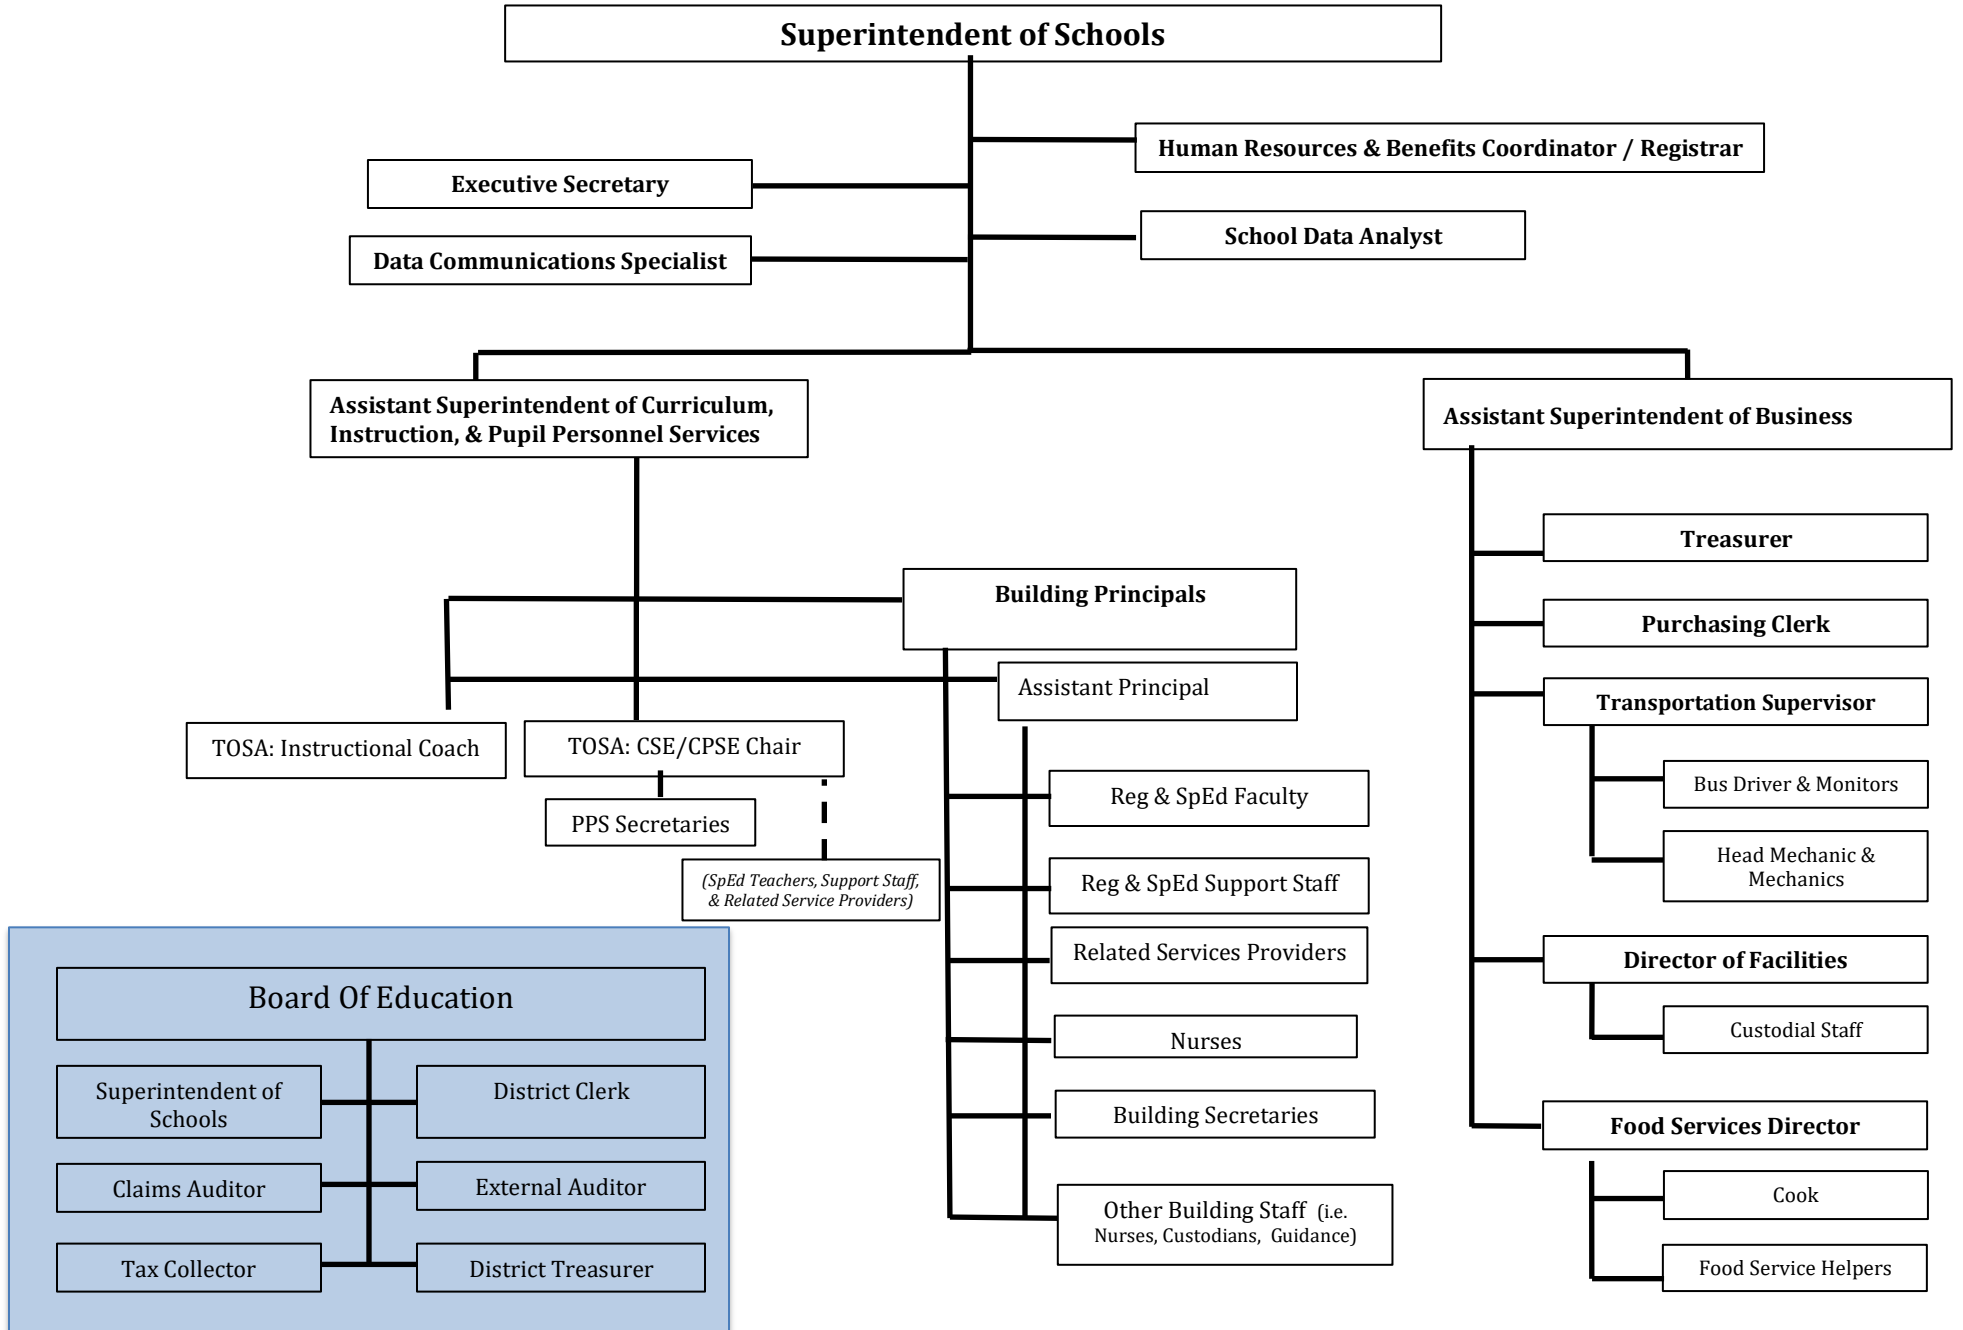 Superintendent of Schools
Human Resources & Benefits Coordinator / Registrar
Executive Secretary
School Data Analyst
Data Communications Specialist
Assistant Superintendent of Curriculum,
Instruction, & Pupil Personnel Services
Assistant Superintendent of Business
Treasurer
Building Principals
Purchasing Clerk
Assistant Principal
Transportation Supervisor
TOSA: Instructional Coach
TOSA: CSE/CPSE Chair
Bus Driver & Monitors
Reg & SpEd Faculty
PPS Secretaries
Head Mechanic &
Mechanics
(SpEd Teachers, Support Staff,
& Related Service Providers)
Reg & SpEd Support Staff
Related Services Providers
Director of Facilities
Custodial Staff
Nurses
Building Secretaries
Food Services Director
Cook
Other Building Staff (i.e.
Nurses, Custodians, Guidance)
Food Service Helpers
Board Of Education
Superintendent of
Schools
District Clerk
Claims Auditor
External Auditor
Tax Collector
District Treasurer